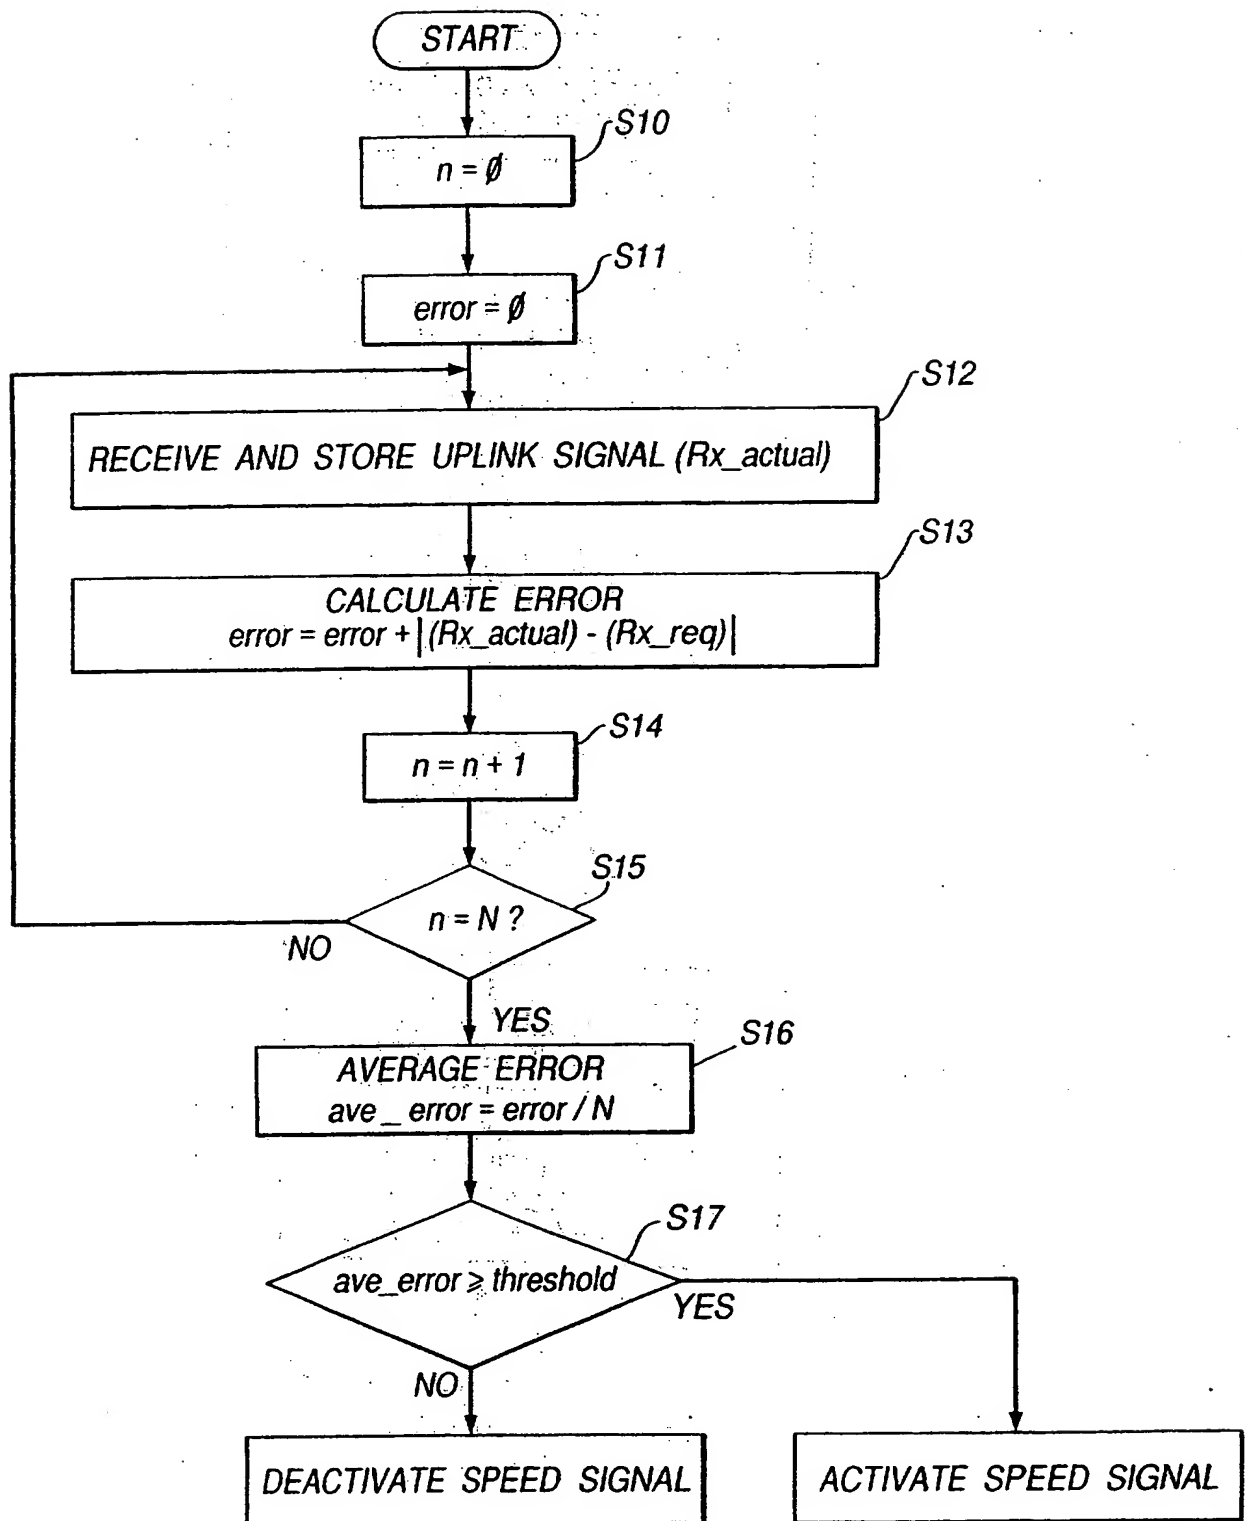 START
S10
n = ∅
S11
error = ∅
S12
RECEIVE AND STORE UPLINK SIGNAL (Rx_actual)
S13
CALCULATE ERROR
error = error + | (Rx_actual) - (Rx_req) |
S14
n = n + 1
S15
n = N ?
NO
YES
S16
AVERAGE ERROR
ave _ error = error / N
S17
ave_error ⩾ threshold
YES
NO
DEACTIVATE SPEED SIGNAL
ACTIVATE SPEED SIGNAL